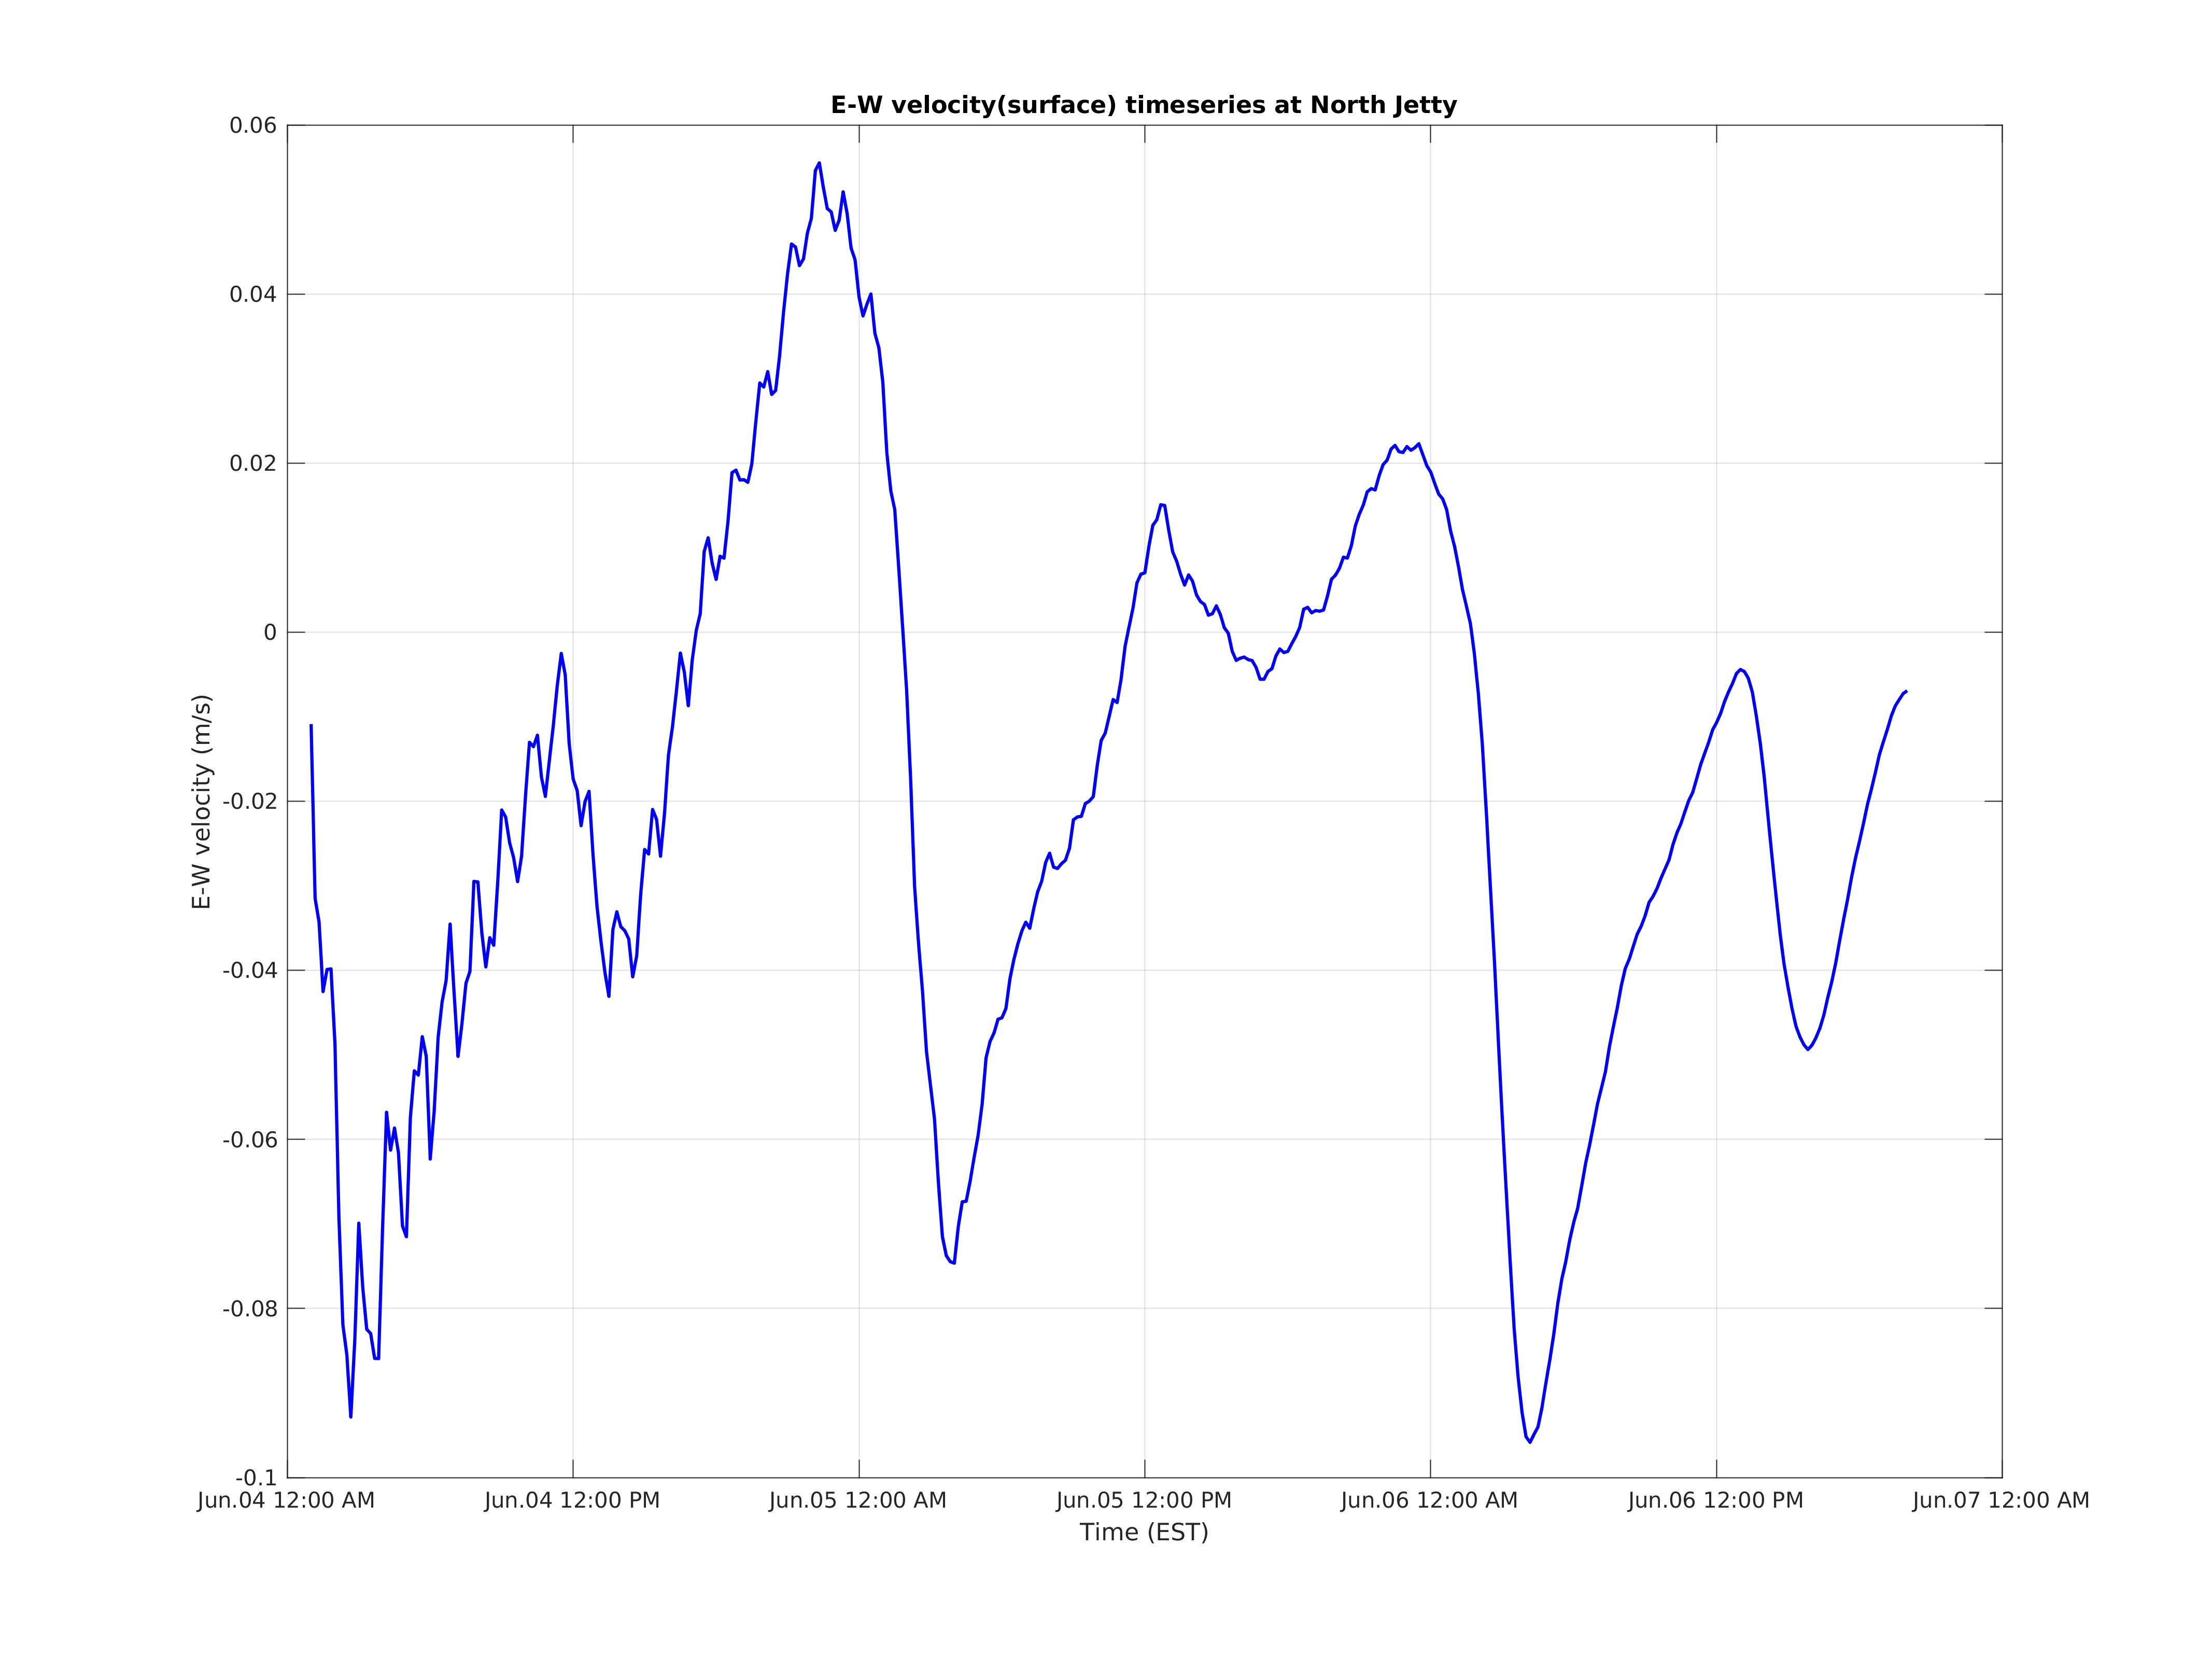 E-W velocity(surface) timeseries at North Jetty
0.06
0.04
0.02
0
-0.02
-0.04
-0.06
-0.08
-0.1
E-W velocity (m/s)
Jun.04 12:00 AM
Jun.04 12:00 PM
Jun.05 12:00 AM
Jun.05 12:00 PM
Jun.06 12:00 AM
Jun.06 12:00 PM
Jun.07 12:00 AM
Time (EST)